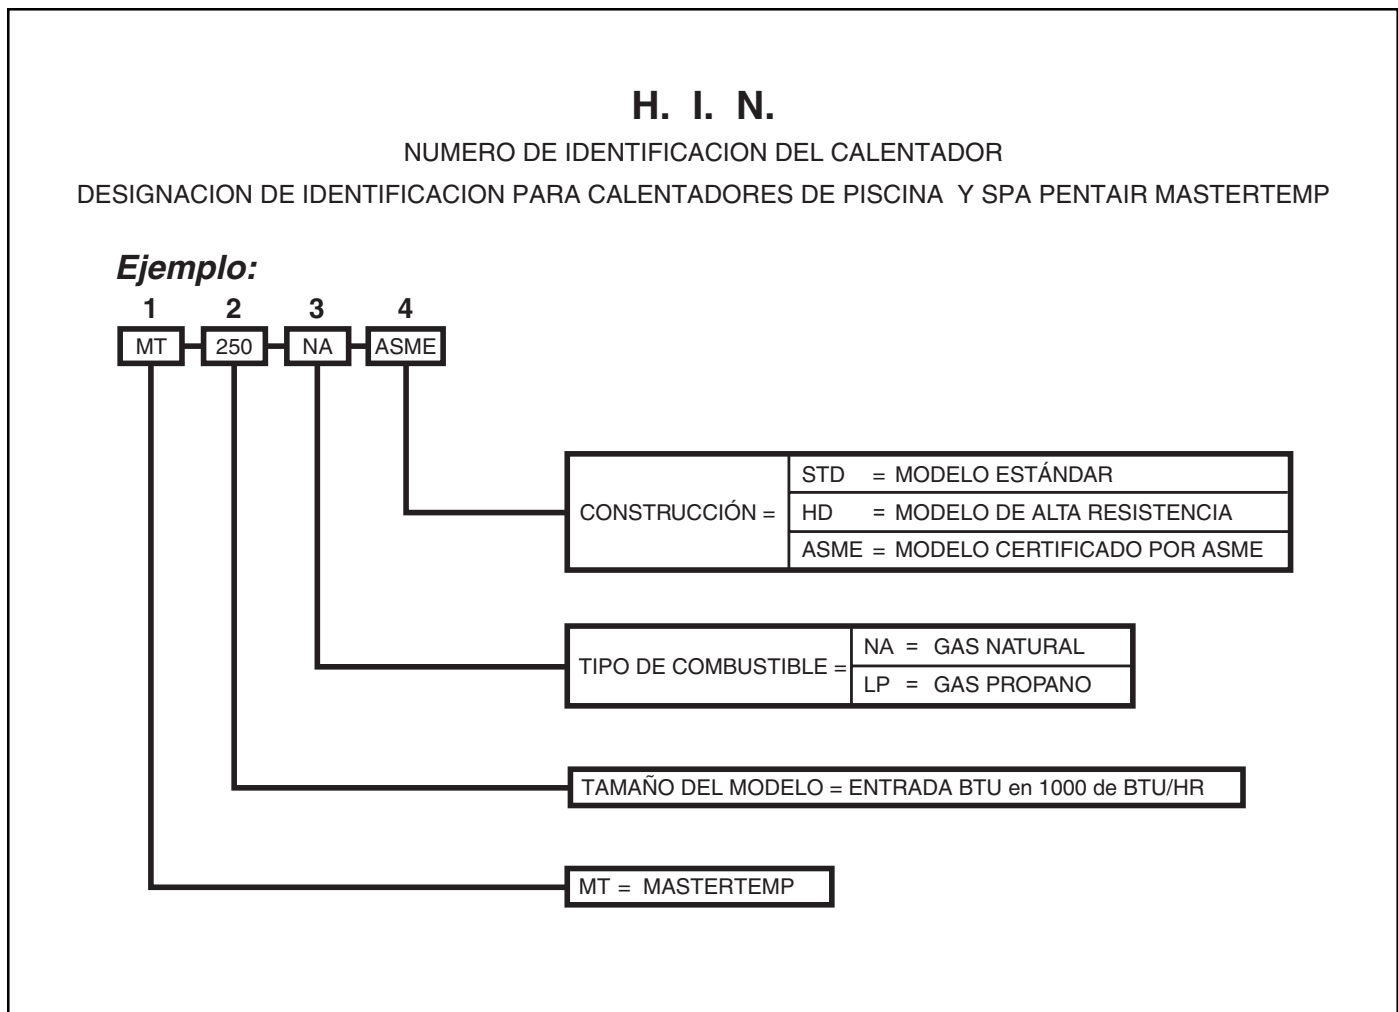 H. I. N.
NUMERO DE IDENTIFICACION DEL CALENTADOR
DESIGNACION DE IDENTIFICACION PARA CALENTADORES DE PISCINA Y SPA PENTAIR MASTERTEMP
Ejemplo:
1 2 3 4
MT 250 NA ASME
CONSTRUCCIÓN =
STD = MODELO ESTÁNDAR
HD = MODELO DE ALTA RESISTENCIA
ASME = MODELO CERTIFICADO POR ASME
TIPO DE COMBUSTIBLE =
NA = GAS NATURAL
LP = GAS PROPANO
TAMAÑO DEL MODELO = ENTRADA BTU en 1000 de BTU/HR
MT = MASTERTEMP